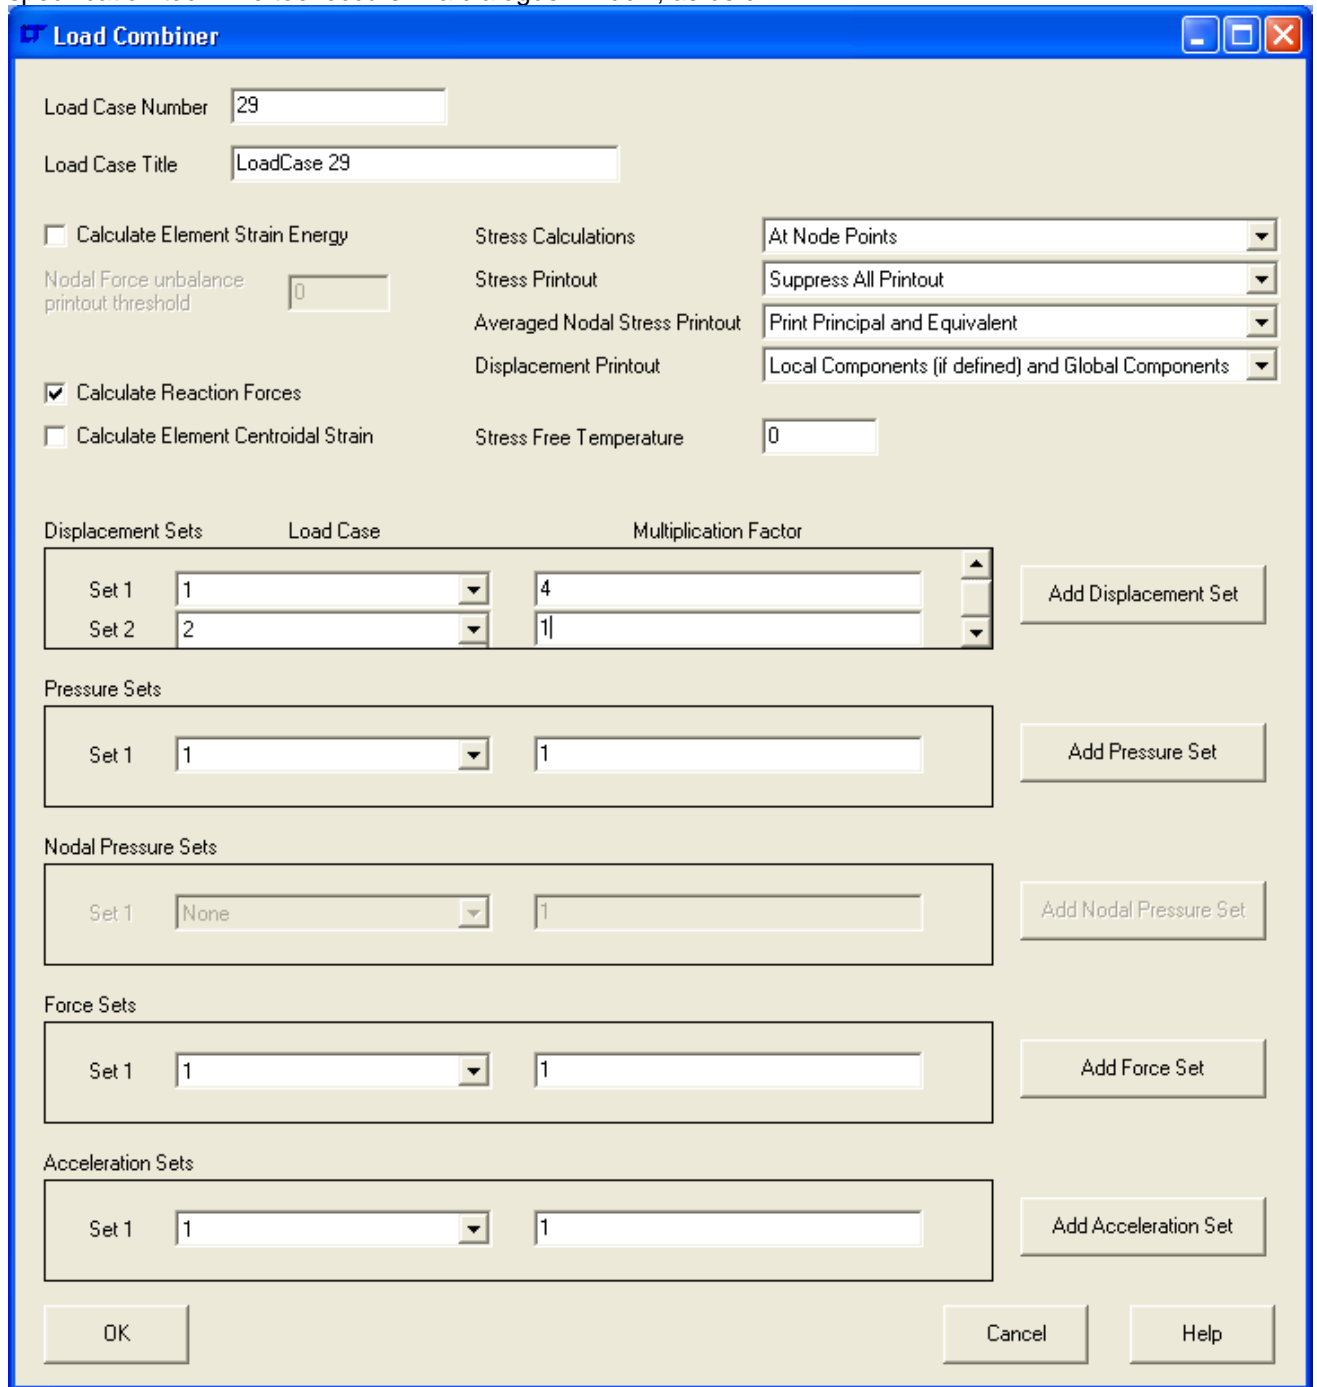 Load Combiner
Load Case Number 29
Load Case Title LoadCase 29
Calculate Element Strain Energy
Stress Calculations At Node Points
Nodal Force unbalance
printout threshold 0
Stress Printout Suppress All Printout
Averaged Nodal Stress Printout Print Principal and Equivalent
Displacement Printout Local Components (if defined) and Global Components
Calculate Reaction Forces
Calculate Element Centroidal Strain
Stress Free Temperature 0
Displacement Sets Load Case Multiplication Factor
Set 1 1 4
Add Displacement Set
Set 2 2 1
Pressure Sets
Set 1 1 1 Add Pressure Set
Nodal Pressure Sets
Set 1 None 1 Add Nodal Pressure Set
Force Sets
Set 1 1 1 Add Force Set
Acceleration Sets
Set 1 1 1 Add Acceleration Set
OK Cancel Help